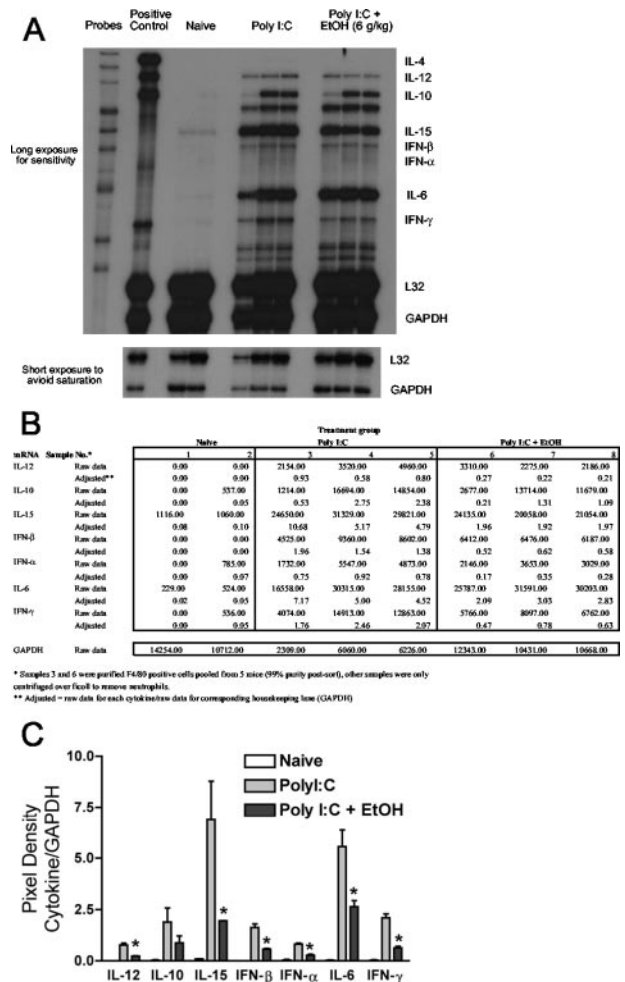 A
Probes
Positive Control
Naive
Poly I:C
Poly I:C + EtOH (6 g/kg)
IL-4
IL-12
IL-10
IL-15
IFN-β
IFN-α
IL-6
IFN-γ
L32
GAPDH
Long exposure for sensitivity
Short exposure to avioid saturation
L32
GAPDH
B
Treatment group
Naive Poly I:C Poly I:C + EtOH
mRNA Sample No.* 1 2 3 4 5 6 7 8
IL-12 Raw data 0.00 0.00 2154.00 3520.00 4960.00 3310.00 2275.00 2186.00
Adjusted** 0.00 0.00 0.93 0.58 0.80 0.27 0.22 0.21
IL-10 Raw data 0.00 537.00 1214.00 16694.00 14854.00 2677.00 13714.00 11679.00
Adjusted 0.00 0.05 0.53 2.75 2.38 0.21 1.31 1.09
IL-15 Raw data 1116.00 1060.00 24650.00 31329.00 29821.00 24135.00 20058.00 21054.00
Adjusted 0.08 0.10 10.68 5.17 4.79 1.96 1.92 1.97
IFN-β Raw data 0.00 0.00 4525.00 9360.00 8602.00 6412.00 6476.00 6187.00
Adjusted 0.00 0.00 1.96 1.54 1.38 0.52 0.62 0.58
IFN-α Raw data 0.00 785.00 1732.00 5547.00 4873.00 2146.00 3653.00 3029.00
Adjusted 0.00 0.07 0.75 0.92 0.78 0.17 0.35 0.28
IL-6 Raw data 229.00 524.00 16558.00 30315.00 28155.00 25787.00 31591.00 30203.00
Adjusted 0.02 0.05 7.17 5.00 4.52 2.09 3.03 2.83
IFN-γ Raw data 0.00 536.00 4074.00 14913.00 12863.00 5766.00 8097.00 6762.00
Adjusted 0.00 0.05 1.76 2.46 2.07 0.47 0.78 0.63
GAPDH Raw data 14254.00 10712.00 2309.00 6060.00 6226.00 12343.00 10431.00 10668.00
* Samples 3 and 6 were purified F4/80 positive cells pooled from 5 mice (99% purity post-sort), other samples were only
centrifuged over ficoll to remove neutrophils.
** Adjusted = raw data for each cytokine/raw data for corresponding housekeeping lane (GAPDH)
C
Pixel Density
Cytokine/GAPDH
10.0
7.5
5.0
2.5
0.0
Naive
PolyI:C
Poly I:C + EtOH
* * * * * *
IL-12 IL-10 IL-15 IFN-β IFN-α IL-6 IFN-γ